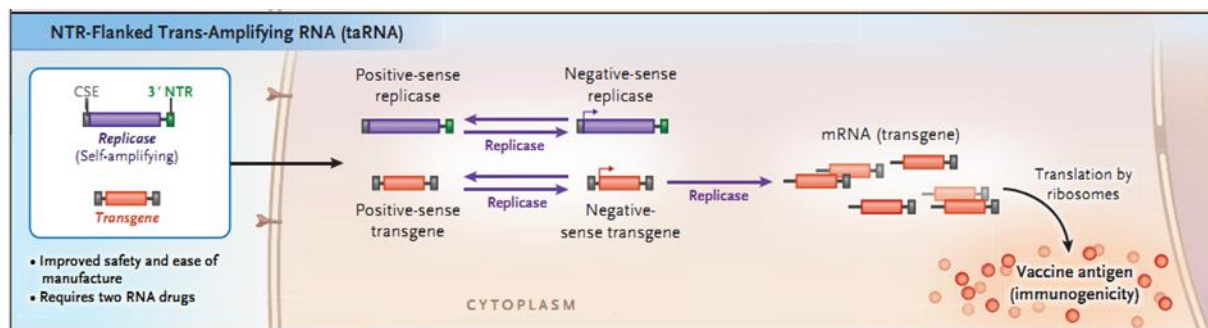 NTR-Flanked Trans-Amplifying RNA (taRNA)
CSE 3′ NTR
Replicase
(Self-amplifying)
Transgene
• Improved safety and ease of
manufacture
• Requires two RNA drugs
Positive-sense
replicase
Negative-sense
replicase
Replicase
Replicase
Positive-sense
transgene
Negative-
sense transgene
Replicase
mRNA (transgene)
Translation by
ribosomes
Vaccine antigen
(immunogenicity)
CYTOPLASM